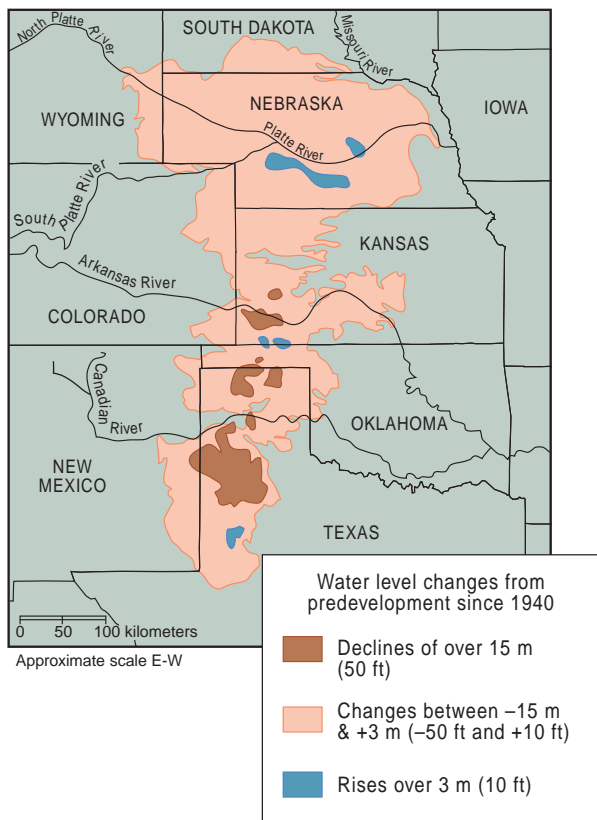 North Platte
River
SOUTH DAKOTA
Missouri
River
WYOMING
NEBRASKA
IOWA
Platte
River
South
Platte River
KANSAS
Arkansas River
COLORADO
Canadian
River
OKLAHOMA
NEW
MEXICO
TEXAS
0 50 100 kilometers
Approximate scale E-W
Water level changes from
predevelopment since 1940
Declines of over 15 m
(50 ft)
Changes between –15 m
& +3 m (–50 ft and +10 ft)
Rises over 3 m (10 ft)